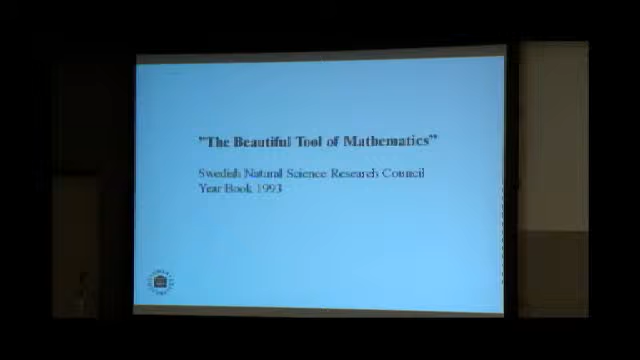 "The Beautiful Tool of Mathematics"
Swedish Natural Science Research Council
Year Book 1993